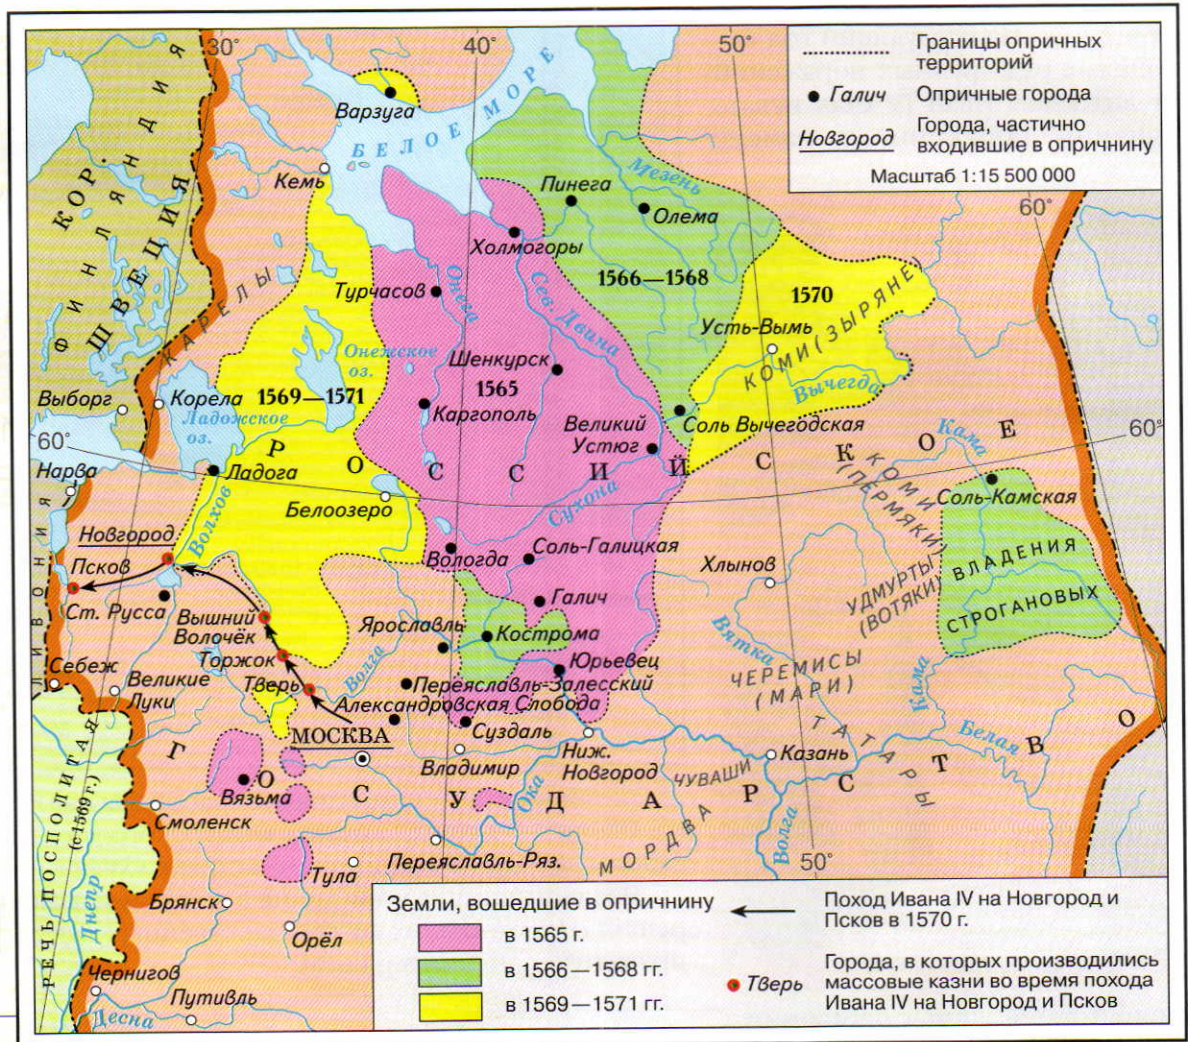 30°
40°
50°
Границы опричных
территорий
Галич
Опричные города
Новгород
Города, частично
входившие в опричнину
Масштаб 1:15 500 000
60°
ФИНЛЯНДИЯ
КОР.
ШВЕЦИЯ
КАРЕЛЫ
Варзуга
БЕЛОЕ МОРЕ
Кемь
Мезень
Пинега
Олема
Холмогоры
1566—1568
1570
Турчасов
Онега
Сев. Двина
Усть-Вымь
КОМИ (ЗЫРЯНЕ)
Онежское
оз.
Шенкурск
1565
Вычегда
Выборг
Корела
1569—1571
Каргополь
Ладожское
оз.
Великий
Устюг
Соль Вычегодская
60°
60°
РОССИЙСКОЕ
Кама
Нарва
Ладога
КОМИ
(ПЕРМЯКИ)
Соль-Камская
Белоозеро
Сухона
Волхов
Новгород
Вологда
Соль-Галицкая
Хлынов
ВЛАДЕНИЯ
СТРОГАНОВЫХ
Псков
УДМУРТЫ
(ВОТЯКИ)
ЛИВОНИЯ
Ст. Русса
Вышний
Волочёк
Галич
Ярославль
Кострома
Вятка
Торжок
Волга
Юрьевец
ЧЕРЕМИСЫ
(МАРИ)
Кама
Себеж
Великие
Луки
Тверь
Переяславль-Залесский
Александровская Слобода
Суздаль
ТАТАРЫ
Белая
МОСКВА
Владимир
Ниж.
Новгород
Казань
ЧУВАШИ
ГОСУДАРСТВО
Вязьма
Ока
РЕЧЬ ПОСПОЛИТАЯ
(с 1569 г.)
Смоленск
МОРДВА
Волга
Переяславль-Ряз.
50°
Тула
Днепр
Брянск
Орёл
Чернигов
Путивль
Десна
Земли, вошедшие в опричнину
в 1565 г.
в 1566—1568 гг.
в 1569—1571 гг.
Поход Ивана IV на Новгород и
Псков в 1570 г.
Тверь
Города, в которых производились
массовые казни во время похода
Ивана IV на Новгород и Псков